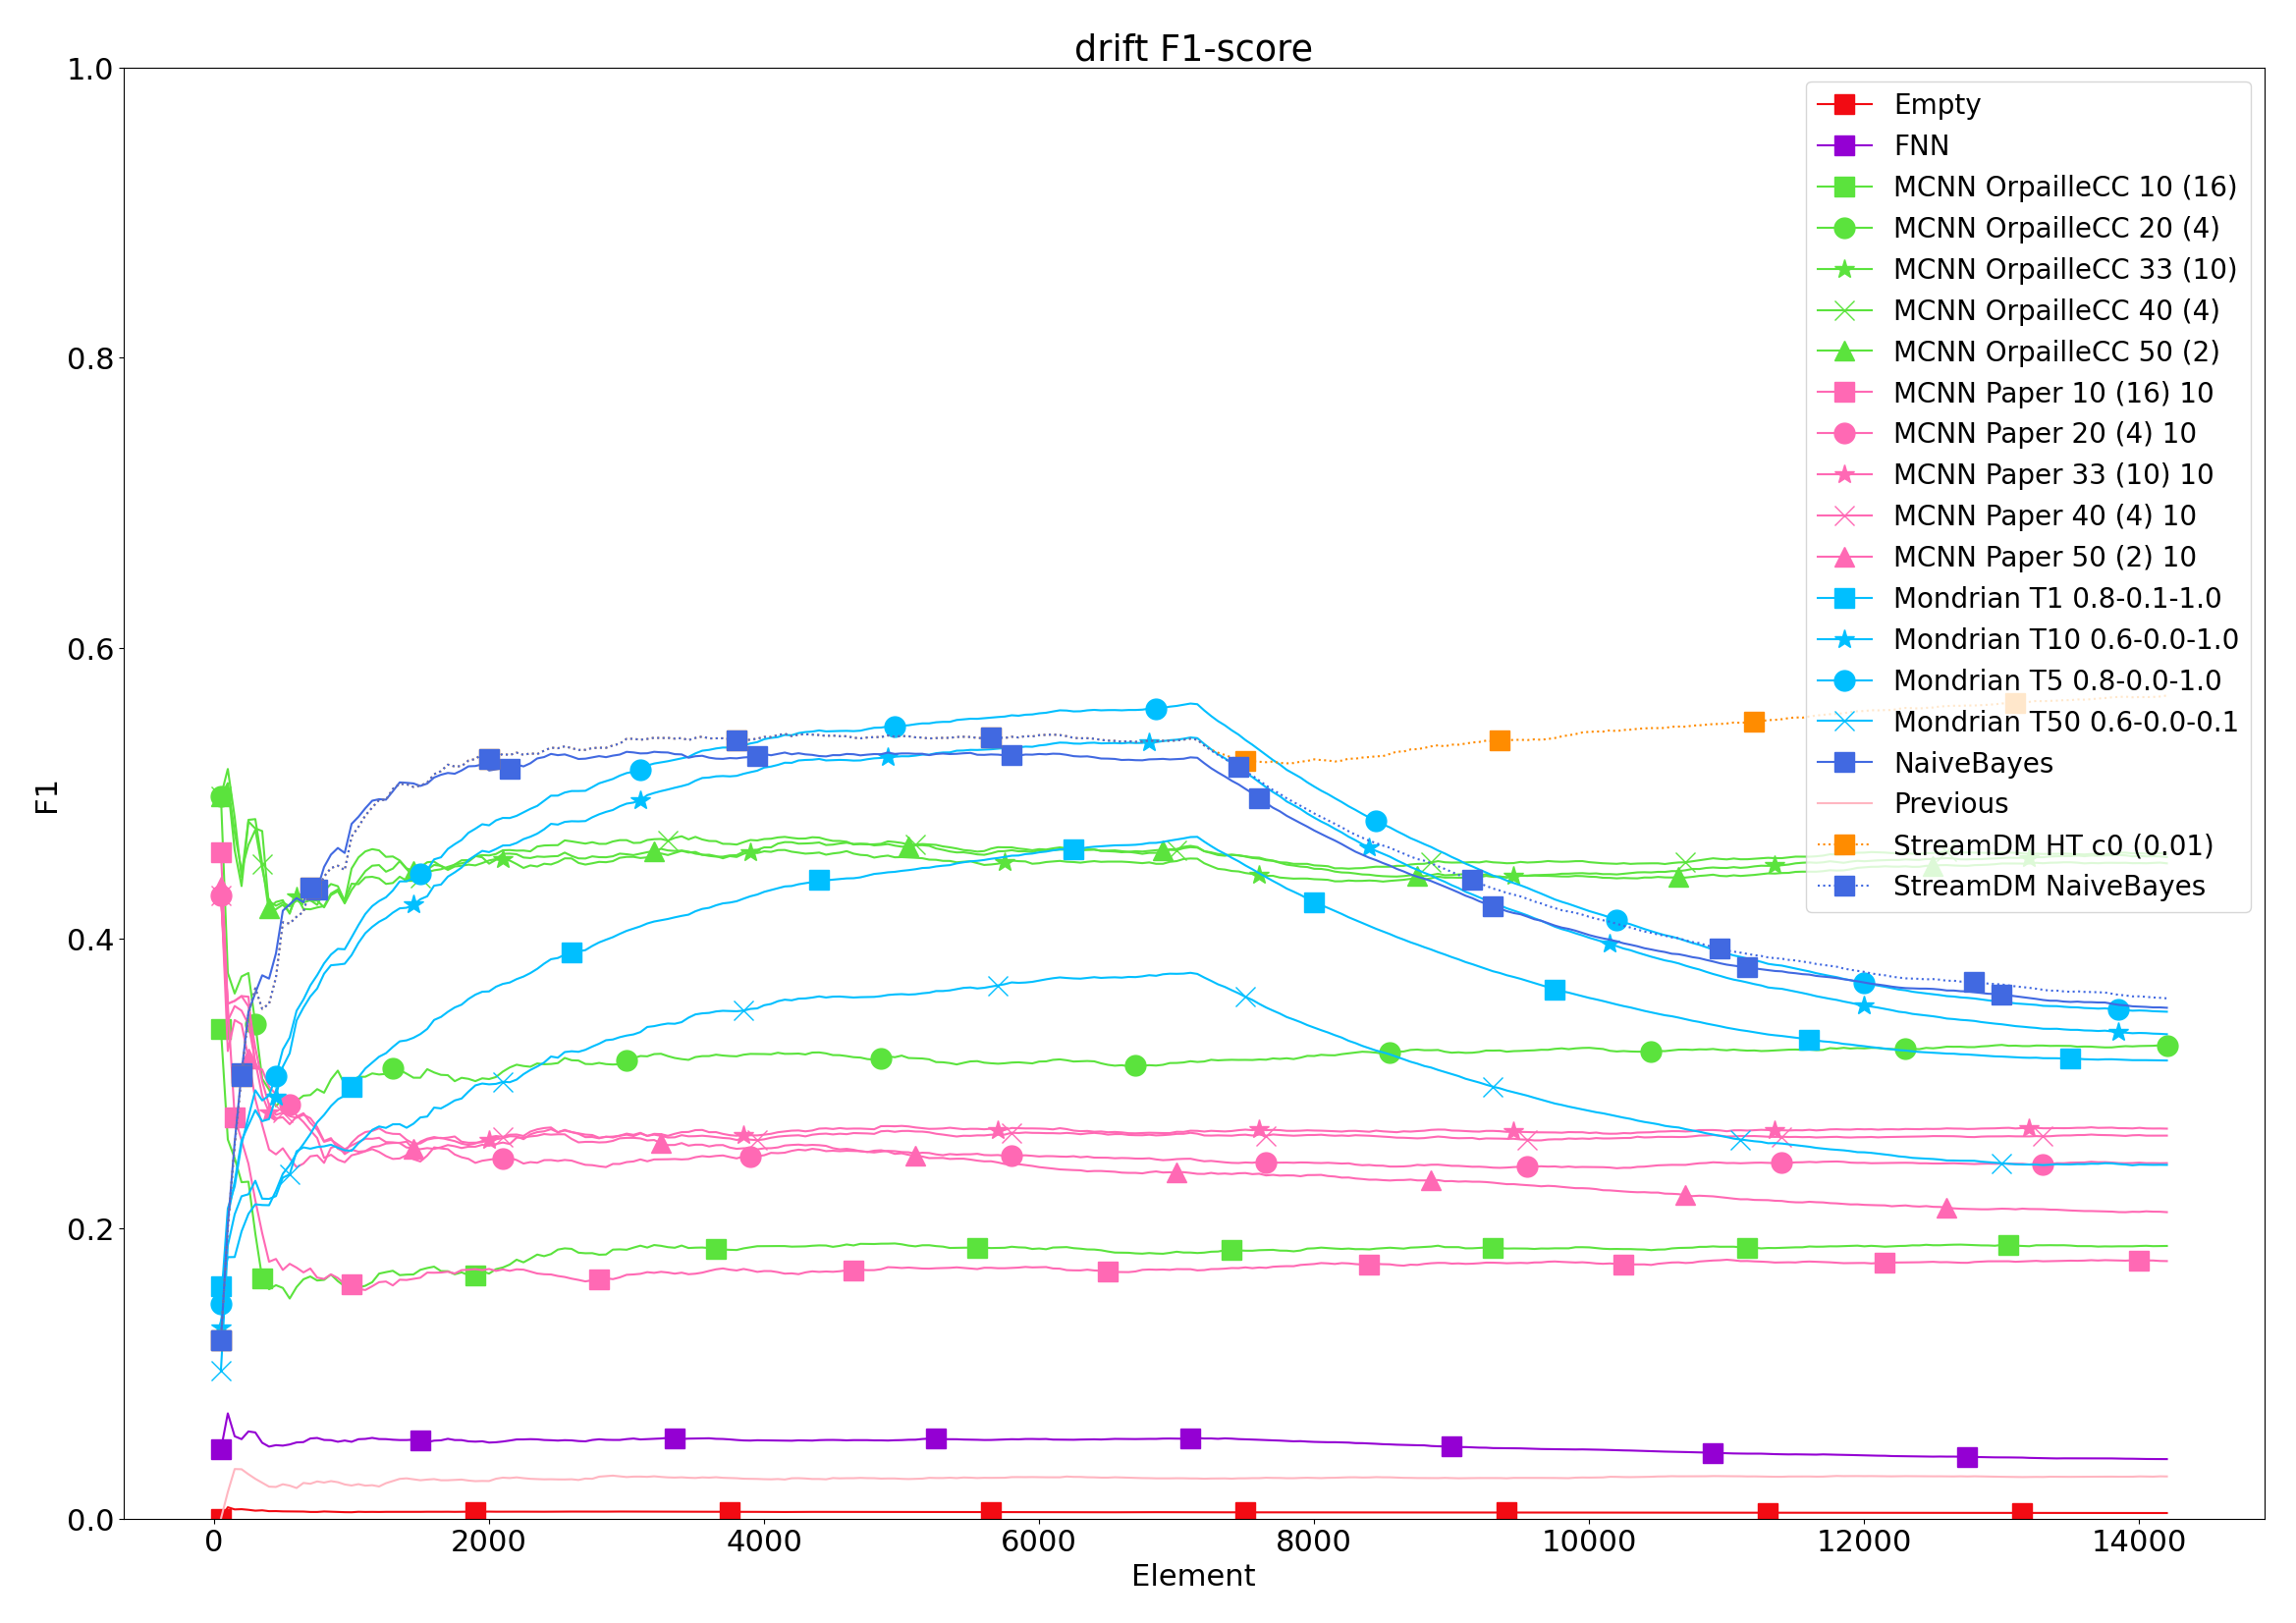 drift F1-score
1.0
0.8
0.6
0.4
0.2
0.0
F1
0 2000 4000 6000 8000 10000 12000 14000
Element
Empty
FNN
MCNN OrpailleCC 10 (16)
MCNN OrpailleCC 20 (4)
MCNN OrpailleCC 33 (10)
MCNN OrpailleCC 40 (4)
MCNN OrpailleCC 50 (2)
MCNN Paper 10 (16) 10
MCNN Paper 20 (4) 10
MCNN Paper 33 (10) 10
MCNN Paper 40 (4) 10
MCNN Paper 50 (2) 10
Mondrian T1 0.8-0.1-1.0
Mondrian T10 0.6-0.0-1.0
Mondrian T5 0.8-0.0-1.0
Mondrian T50 0.6-0.0-0.1
NaiveBayes
Previous
StreamDM HT c0 (0.01)
StreamDM NaiveBayes